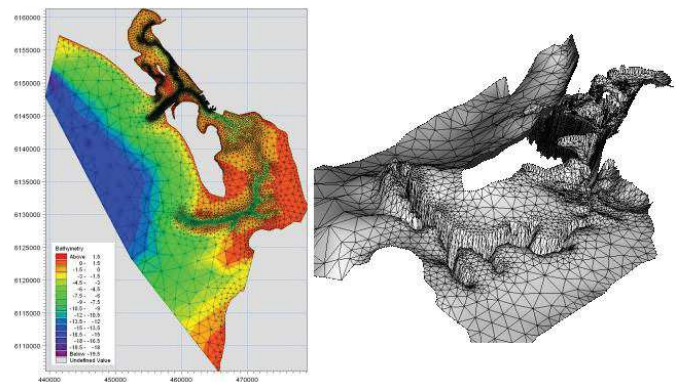 6160000
6155000
6150000
6145000
6140000
6135000
6130000
6125000
6120000
6115000
6110000
Bathymetry
Above 1.5
0 - 1.5
-1.5 - 0
-3 - -1.5
-4.5 - -3
-6 - -4.5
-7.5 - -6
-9 - -7.5
-10.5 - -9
-12 - -10.5
-13.5 - -12
-15 - -13.5
-16.5 - -15
-18 - -16.5
-19.5 - -18
Below -19.5
Undefined Value
440000 450000 460000 470000